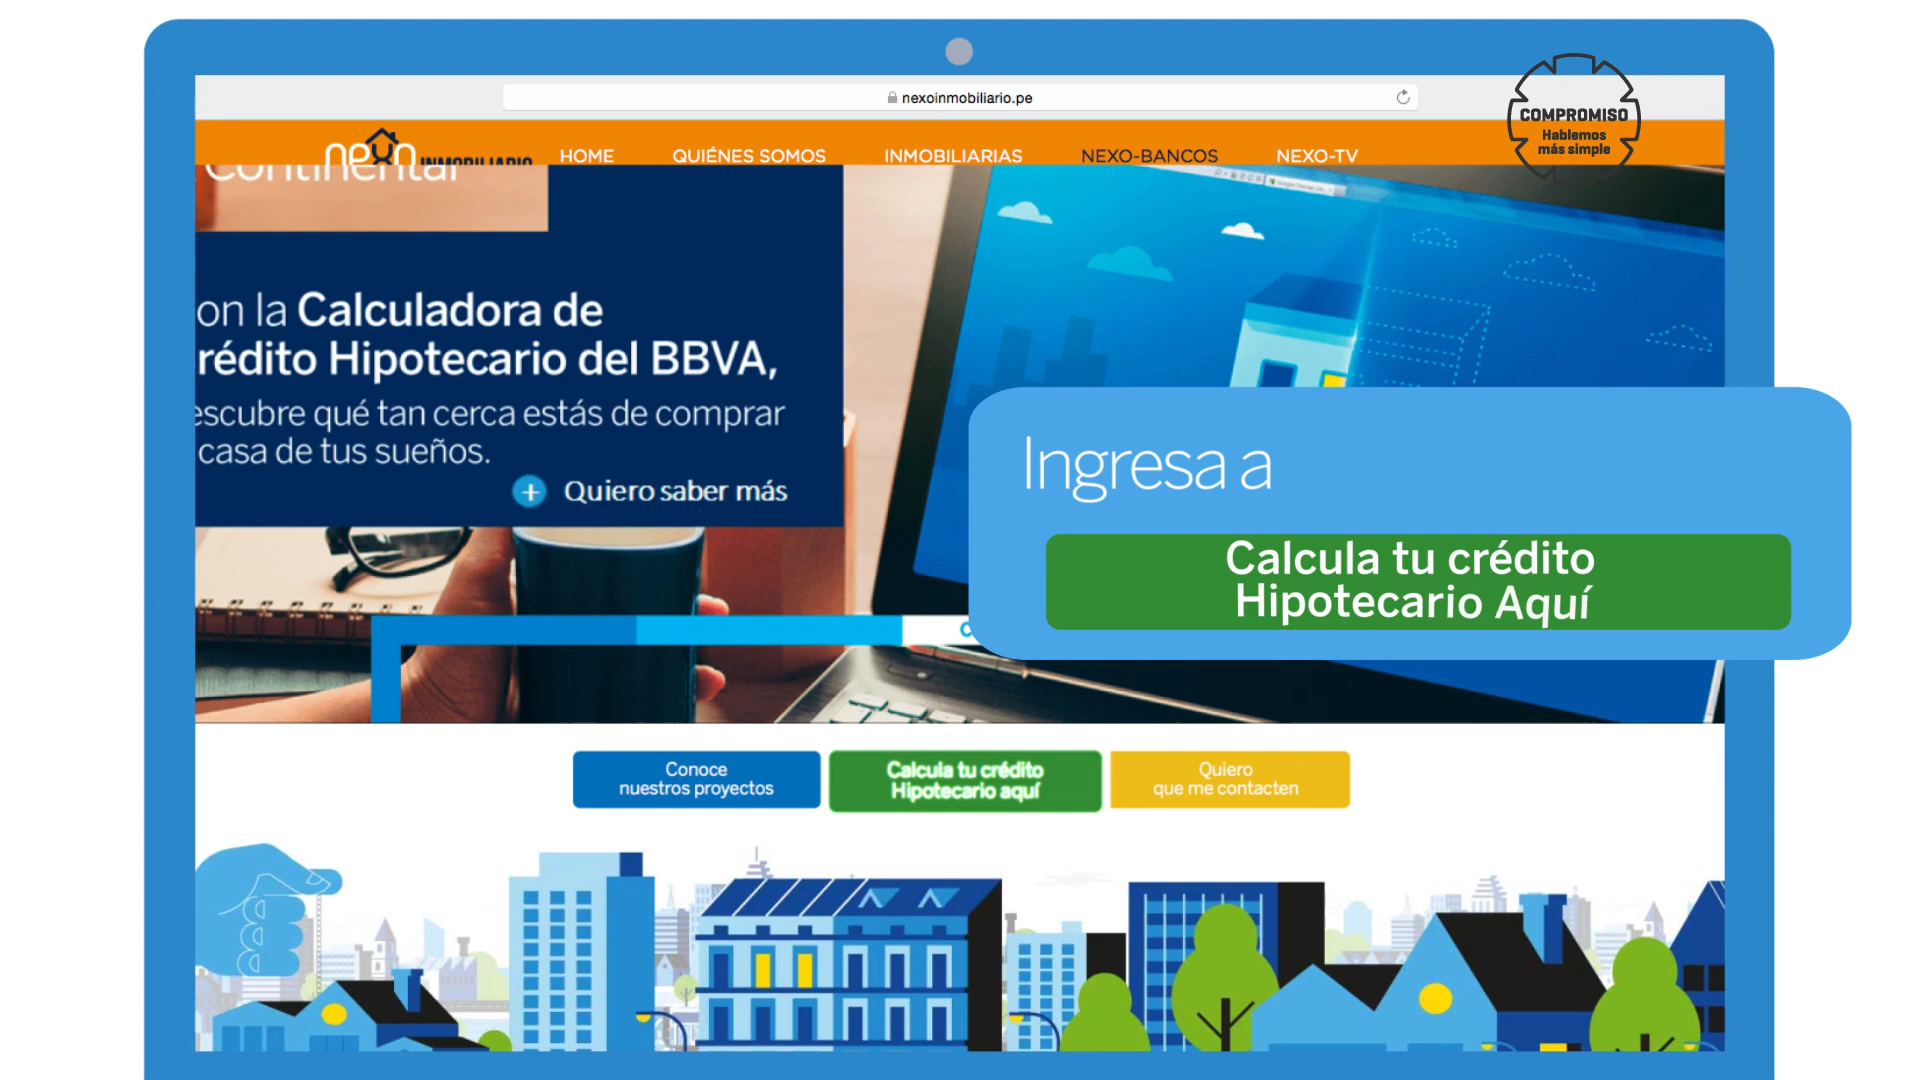 nexoinmobiliario.pe
COMPROMISO
Hablemos
más simple
nexo INMOBILIARIO
HOME
QUIÉNES SOMOS
INMOBILIARIAS
NEXO-BANCOS
NEXO-TV
Continental
on la Calculadora de
rédito Hipotecario del BBVA,
escubre qué tan cerca estás de comprar
casa de tus sueños.
+ Quiero saber más
Ingresa a
Calcula tu crédito
Hipotecario Aquí
Conoce
nuestros proyectos
Calcula tu crédito
Hipotecario aquí
Quiero
que me contacten